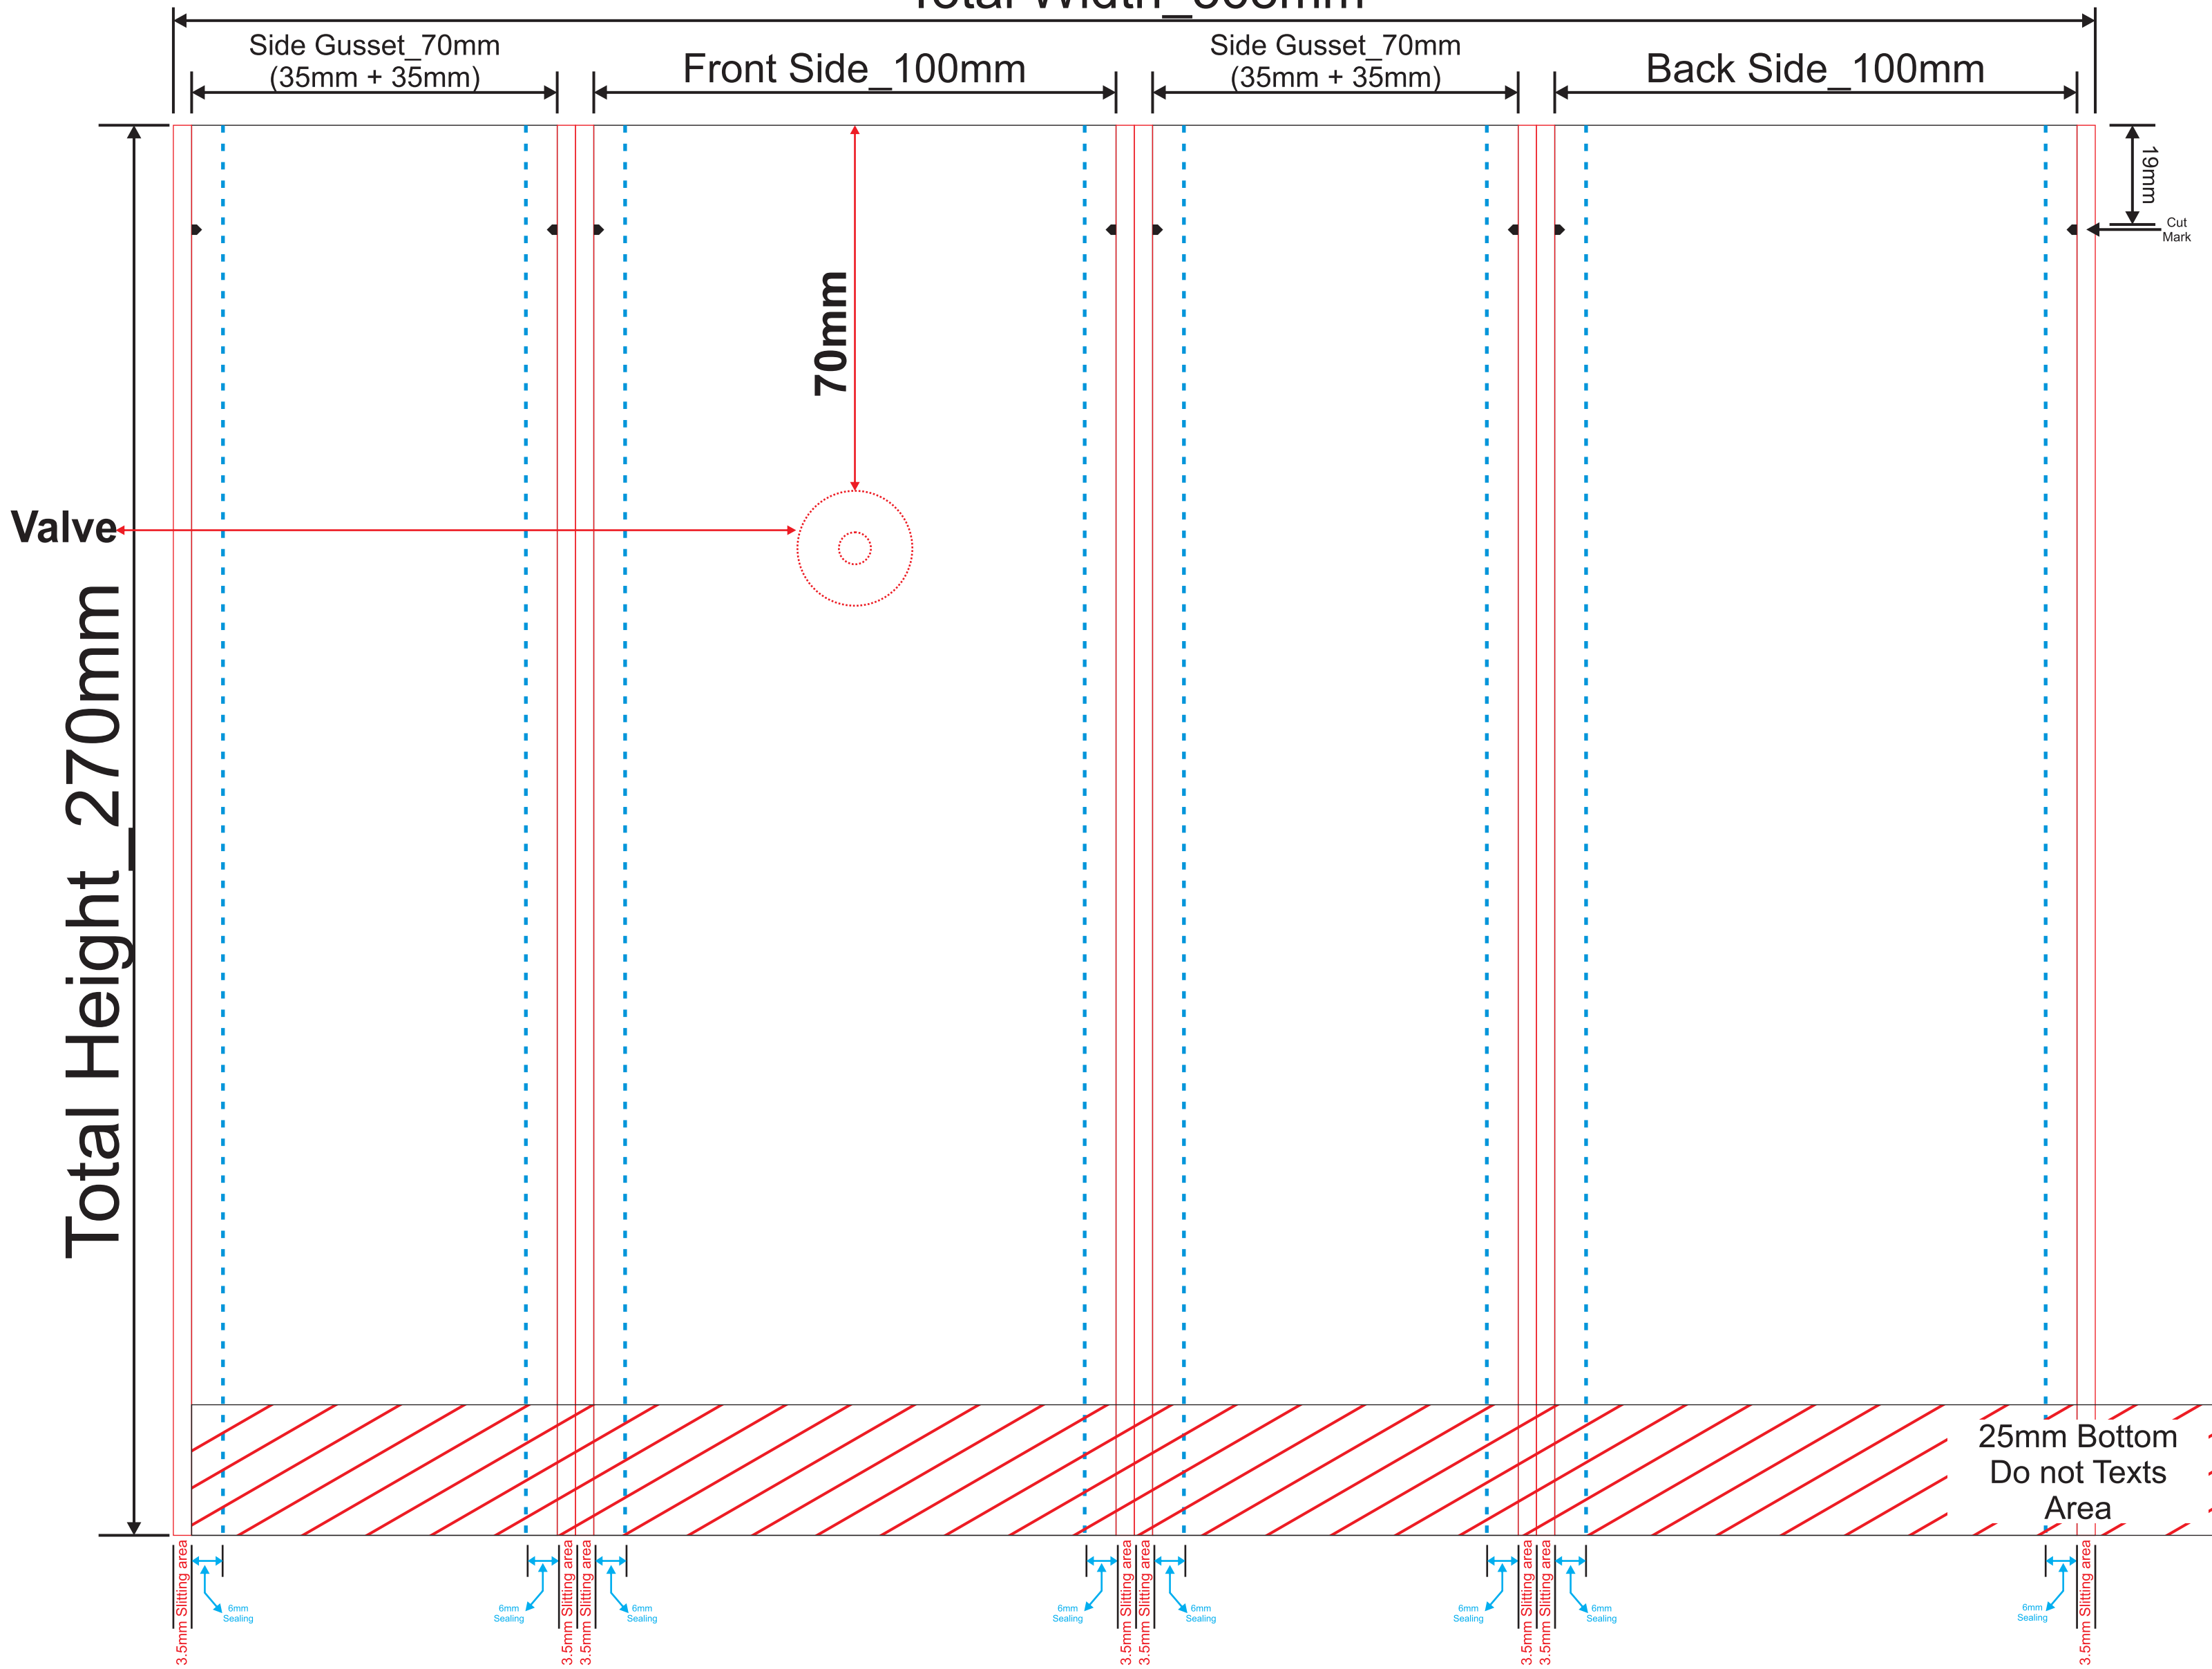 Total Width_368mm
Side Gusset_70mm
(35mm + 35mm)
Front Side_100mm
Side Gusset_70mm
(35mm + 35mm)
Back Side_100mm
19mm
Cut
Mark
70mm
Valve
Total Height_270mm
25mm Bottom
Do not Texts
Area
3.5mm Slitting area
6mm
Sealing
6mm
Sealing
3.5mm Slitting area
3.5mm Slitting area
6mm
Sealing
6mm
Sealing
3.5mm Slitting area
3.5mm Slitting area
6mm
Sealing
6mm
Sealing
3.5mm Slitting area
3.5mm Slitting area
6mm
Sealing
6mm
Sealing
3.5mm Slitting area